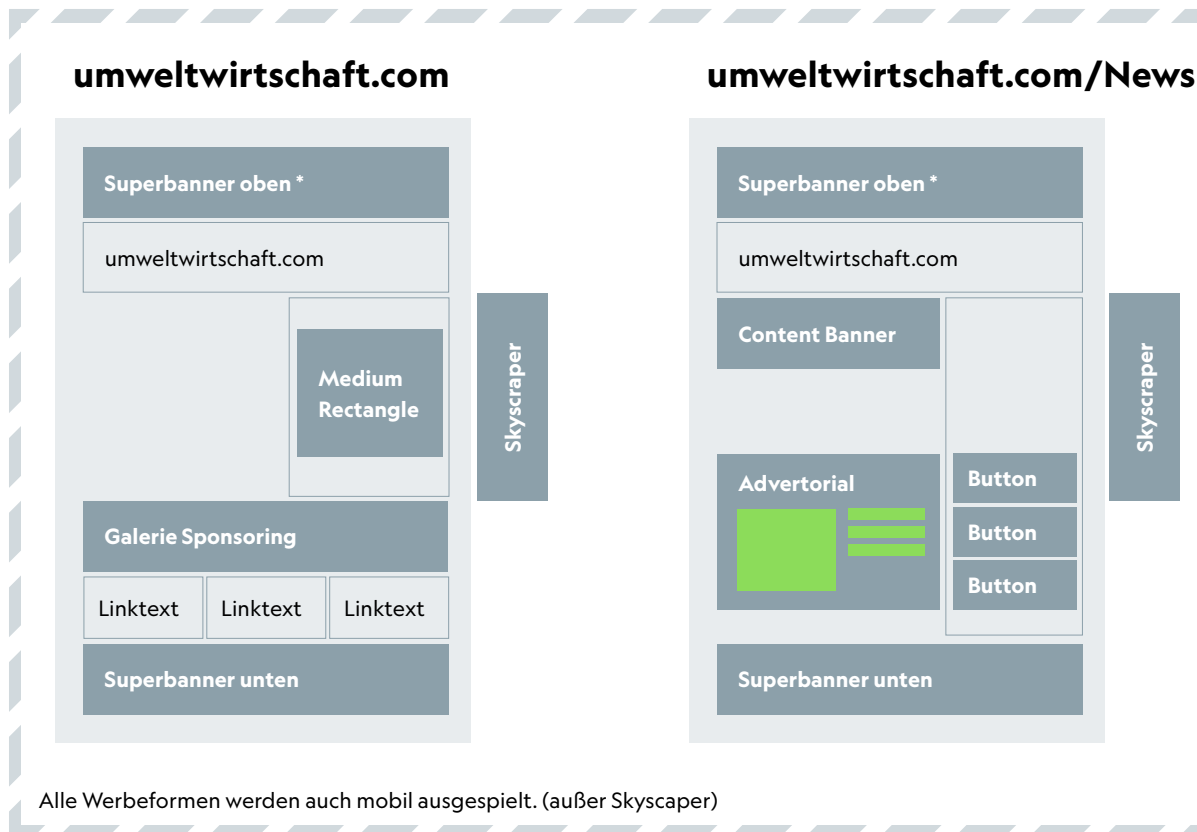 umweltwirtschaft.com
Superbanner oben *
umweltwirtschaft.com
Medium
Rectangle
Skyscraper
Galerie Sponsoring
Linktext Linktext Linktext
Superbanner unten
umweltwirtschaft.com/News
Superbanner oben *
umweltwirtschaft.com
Content Banner
Skyscraper
Advertorial
Button
Button
Button
Superbanner unten
Alle Werbeformen werden auch mobil ausgespielt. (außer Skyscaper)